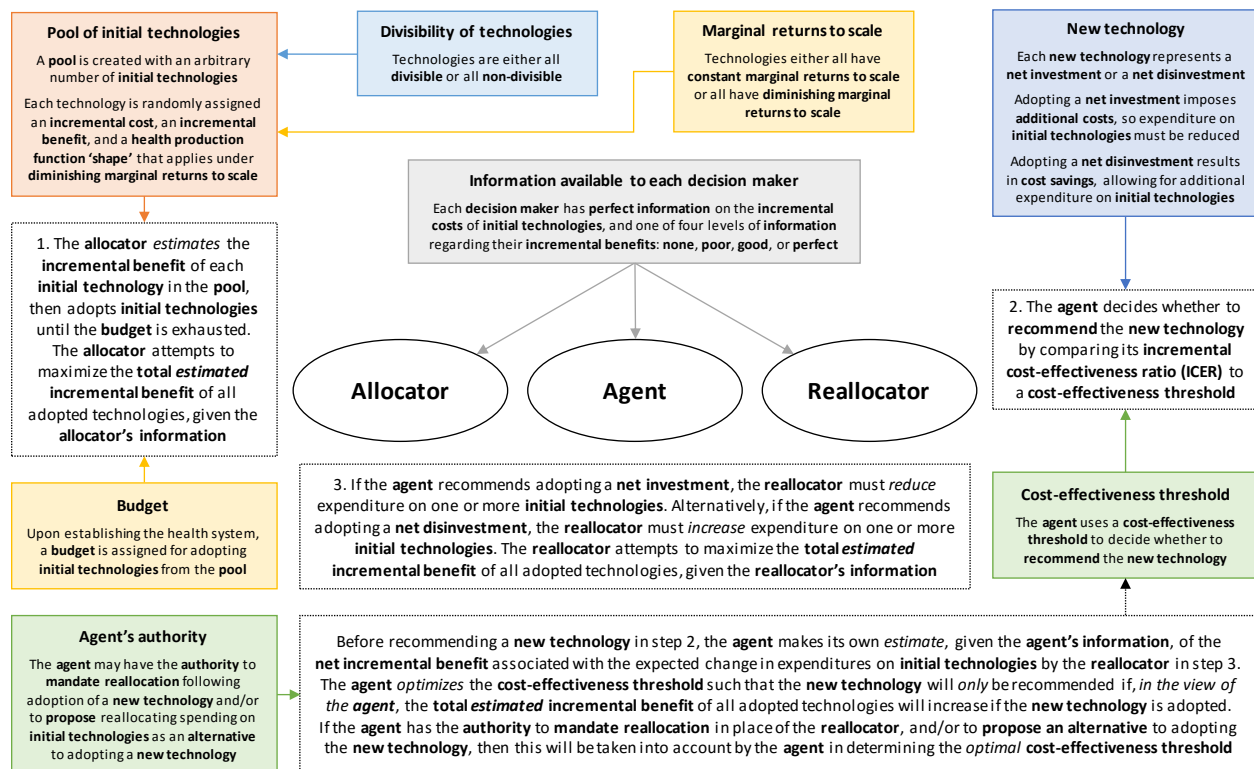 Pool of initial technologies
A pool is created with an arbitrary
number of initial technologies
Each technology is randomly assigned
an incremental cost, an incremental
benefit, and a health production
function ‘shape’ that applies under
diminishing marginal returns to scale
Divisibility of technologies
Technologies are either all
divisible or all non-divisible
Marginal returns to scale
Technologies either all have
constant marginal returns to scale
or all have diminishing marginal
returns to scale
New technology
Each new technology represents a
net investment or a net disinvestment
Adopting a net investment imposes
additional costs, so expenditure on
initial technologies must be reduced
Adopting a net disinvestment results
in cost savings, allowing for additional
expenditure on initial technologies
Information available to each decision maker
Each decision maker has perfect information on the incremental
costs of initial technologies, and one of four levels of information
regarding their incremental benefits: none, poor, good, or perfect
1. The allocator estimates the
incremental benefit of each
initial technology in the pool,
then adopts initial technologies
until the budget is exhausted.
The allocator attempts to
maximize the total estimated
incremental benefit of all
adopted technologies, given the
allocator’s information
Allocator
Agent
Reallocator
2. The agent decides whether to
recommend the new technology
by comparing its incremental
cost-effectiveness ratio (ICER) to
a cost-effectiveness threshold
Budget
Upon establishing the health system,
a budget is assigned for adopting
initial technologies from the pool
3. If the agent recommends adopting a net investment, the reallocator must reduce
expenditure on one or more initial technologies. Alternatively, if the agent recommends
adopting a net disinvestment, the reallocator must increase expenditure on one or more
initial technologies. The reallocator attempts to maximize the total estimated
incremental benefit of all adopted technologies, given the reallocator’s information
Cost-effectiveness threshold
The agent uses a cost-effectiveness
threshold to decide whether to
recommend the new technology
Agent’s authority
The agent may have the authority to
mandate reallocation following
adoption of a new technology and/or
to propose reallocating spending on
initial technologies as an alternative
to adopting a new technology
Before recommending a new technology in step 2, the agent makes its own estimate, given the agent’s information, of the
net incremental benefit associated with the expected change in expenditures on initial technologies by the reallocator in step 3.
The agent optimizes the cost-effectiveness threshold such that the new technology will only be recommended if, in the view of
the agent, the total estimated incremental benefit of all adopted technologies will increase if the new technology is adopted.
If the agent has the authority to mandate reallocation in place of the reallocator, and/or to propose an alternative to adopting
the new technology, then this will be taken into account by the agent in determining the optimal cost-effectiveness threshold